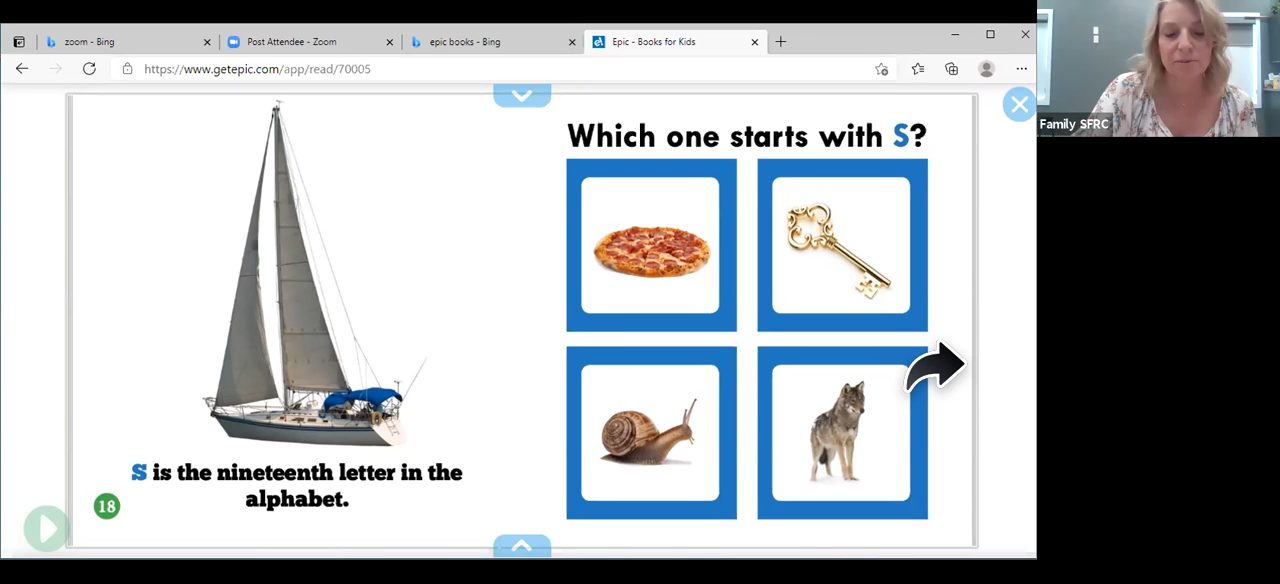 zoom - Bing
Post Attendee - Zoom
epic books - Bing
Epic - Books for Kids
https://www.getepic.com/app/read/70005
Family SFRC
Which one starts with S?
S is the nineteenth letter in the
alphabet.
18